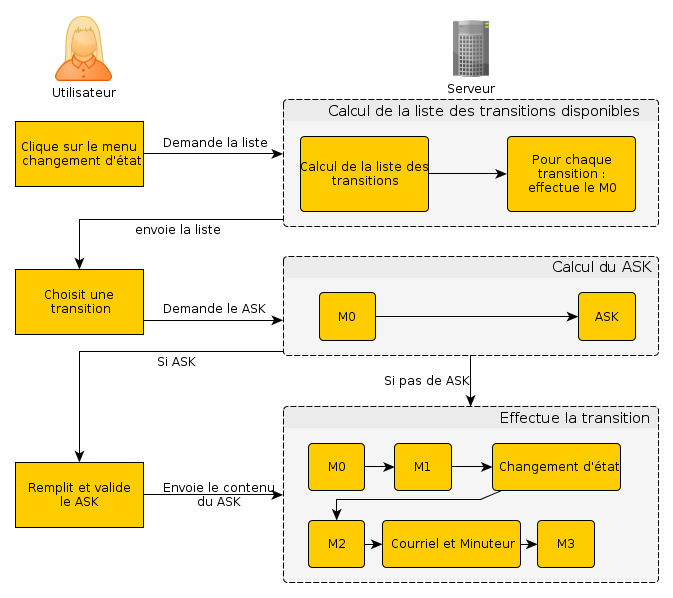 Utilisateur
Serveur
Calcul de la liste des transitions disponibles
Clique sur le menu
changement d'état
Demande la liste
Calcul de la liste des
transitions
Pour chaque
transition :
effectue le M0
envoie la liste
Calcul du ASK
Choisit une
transition
Demande le ASK
M0
ASK
Si ASK
Si pas de ASK
Effectue la transition
M0
M1
Changement d'état
Remplit et valide
le ASK
Envoie le contenu
du ASK
M2
Courriel et Minuteur
M3